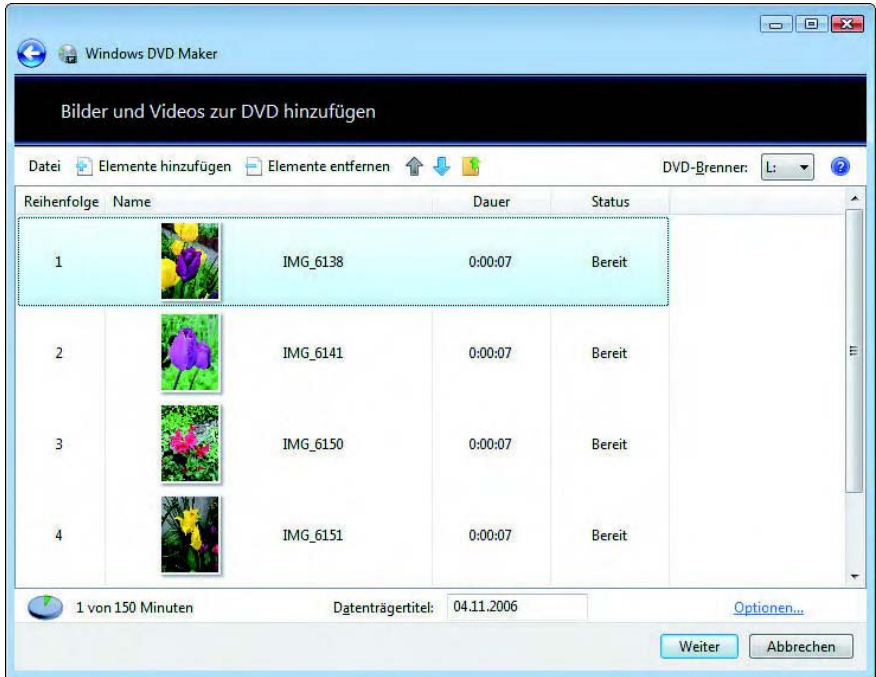 Windows DVD Maker
Bilder und Videos zur DVD hinzufügen
Datei Elemente hinzufügen Elemente entfernen DVD-Brenner: L:
Reihenfolge Name Dauer Status
1 IMG_6138 0:00:07 Bereit
2 IMG_6141 0:00:07 Bereit
3 IMG_6150 0:00:07 Bereit
4 IMG_6151 0:00:07 Bereit
1 von 150 Minuten Datenträgertitel: 04.11.2006 Optionen...
Weiter Abbrechen